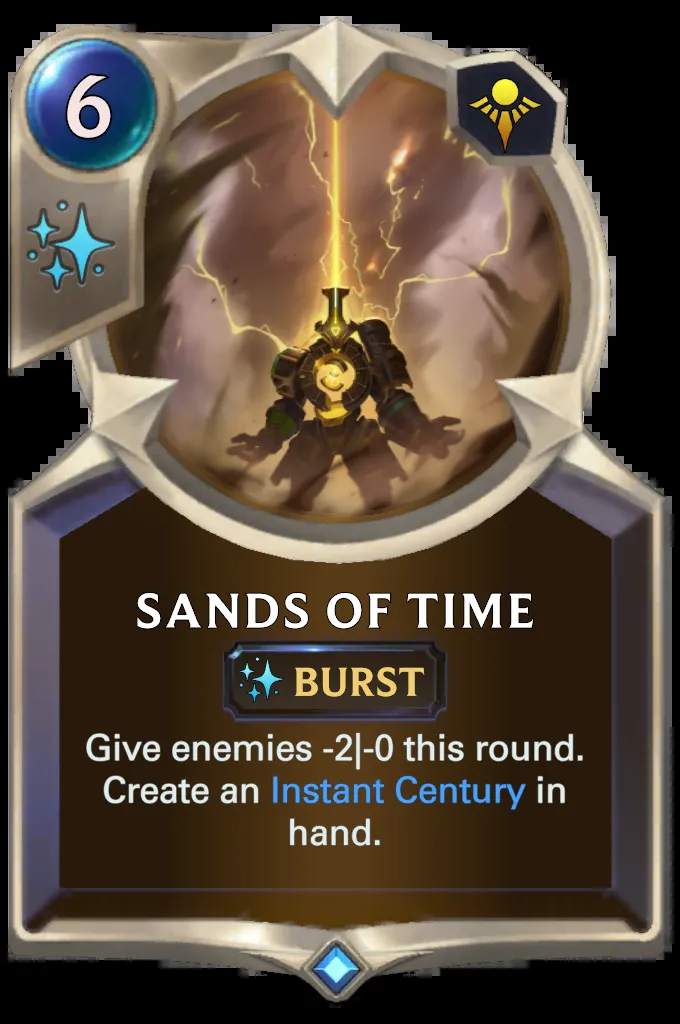 6
SANDS OF TIME
BURST
Give enemies -2|-0 this round.
Create an Instant Century in
hand.